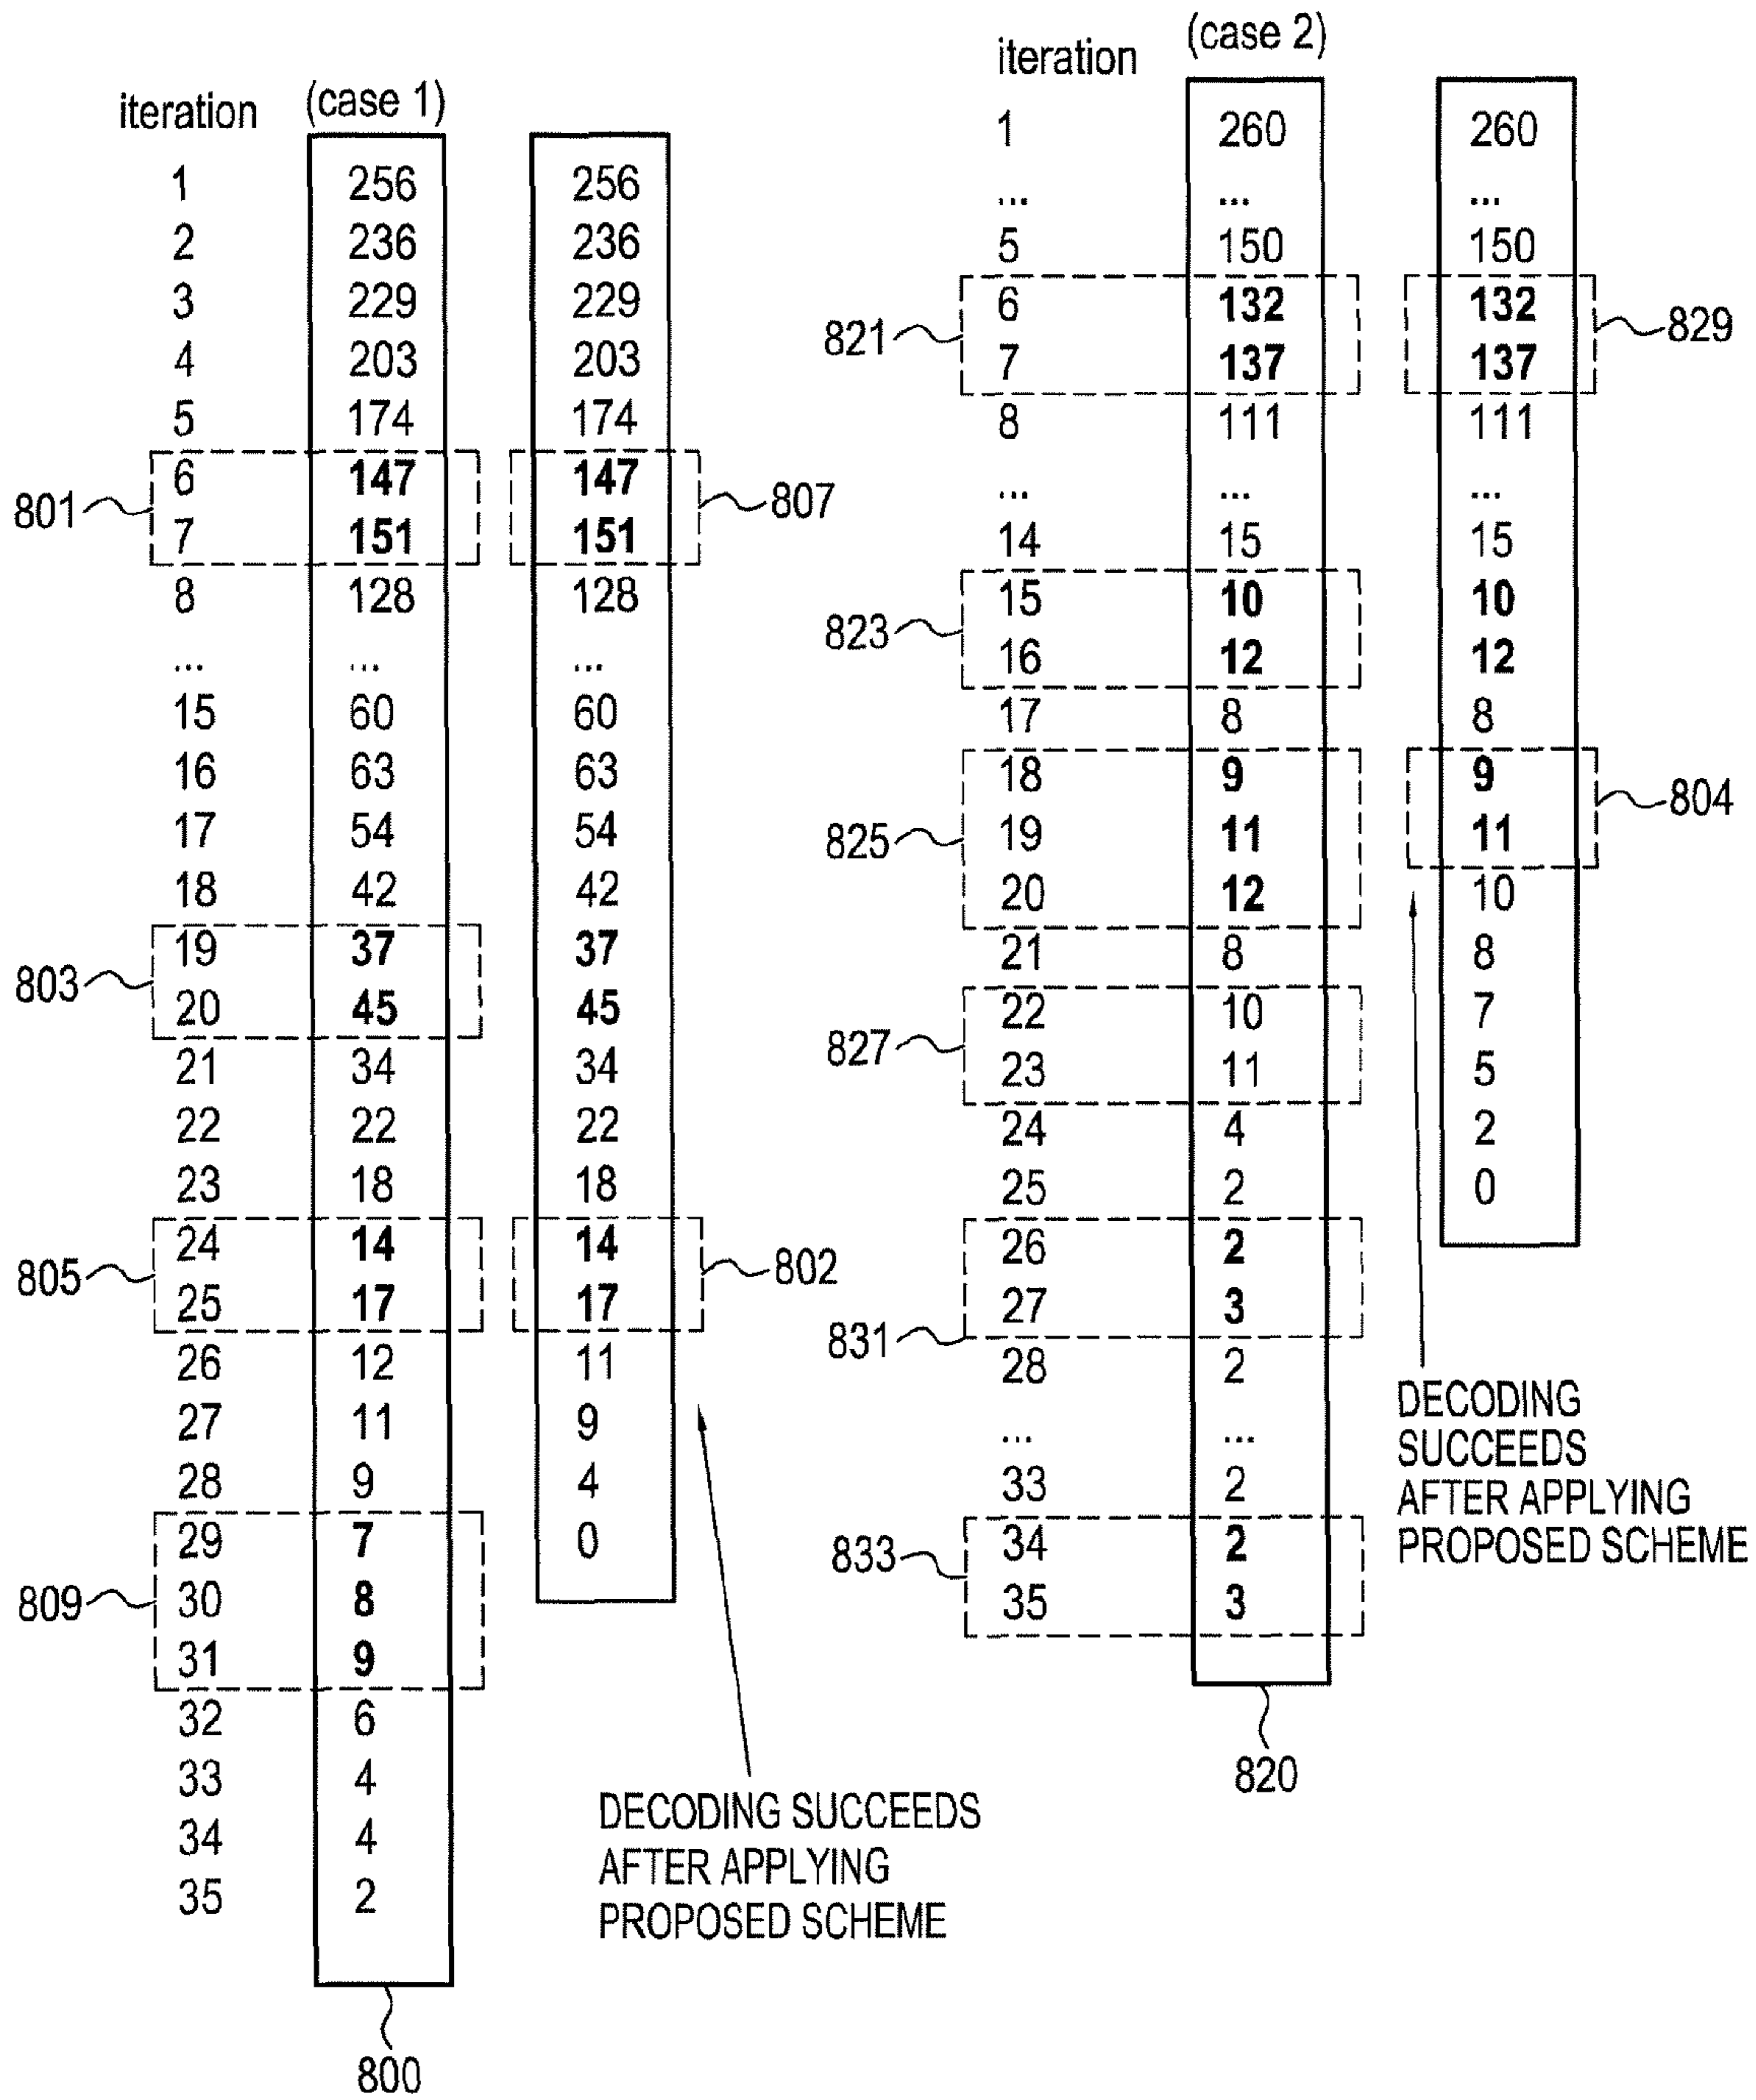 iteration (case 1)
1 256 256
2 236 236
3 229 229
4 203 203
5 174 174
6 147 147
801 807
7 151 151
8 128 128
... ... ...
15 60 60
16 63 63
17 54 54
18 42 42
19 37 37
803
20 45 45
21 34 34
22 22 22
23 18 18
24 14 14
805 802
25 17 17
26 12 11
27 11 9
28 9 4
29 7 0
809 30 8
31 9
32 6
33 4
34 4
35 2
DECODING SUCCEEDS
AFTER APPLYING
PROPOSED SCHEME
800
iteration (case 2)
1 260 260
... ... ...
5 150 150
6 132 132
821 829
7 137 137
8 111 111
... ... ...
14 15 15
15 10 10
823
16 12 12
17 8 8
18 9 9
804
825 19 11 11
20 12 10
21 8 8
22 10 7
827
23 11 5
24 4 2
25 2 0
26 2
27 3
831
28 2
... ...
33 2
34 2
833
35 3
DECODING
SUCCEEDS
AFTER APPLYING
PROPOSED SCHEME
820